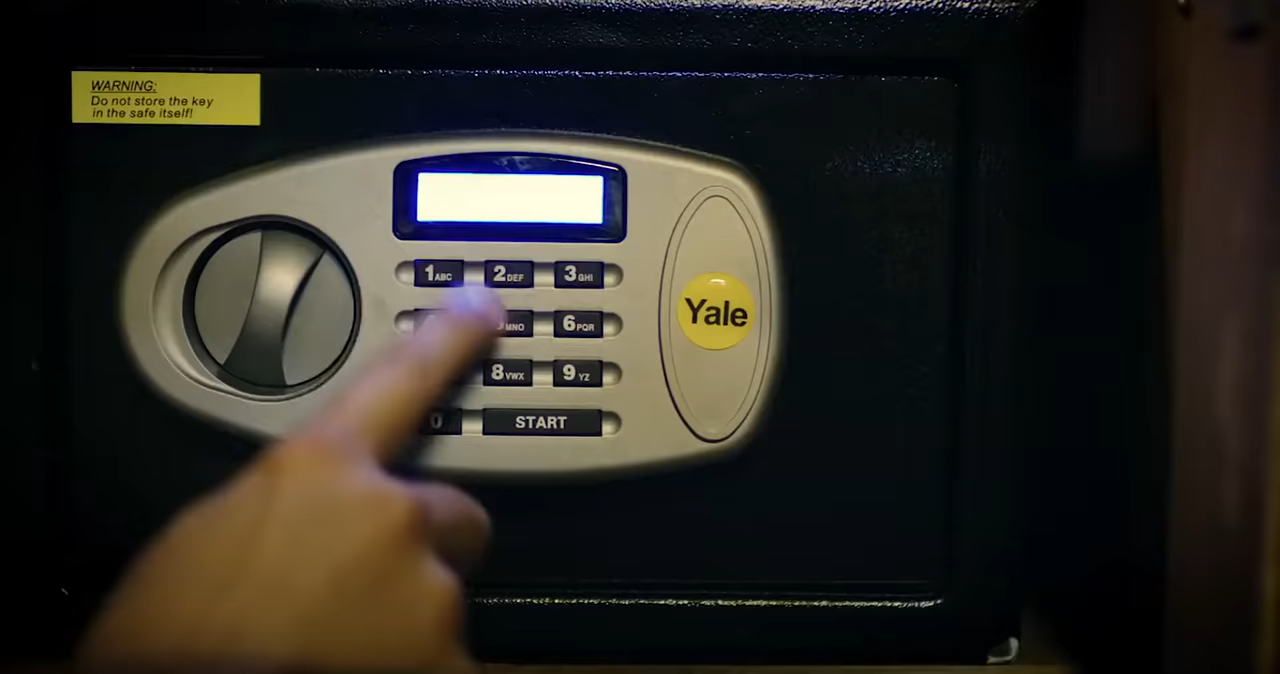 WARNING:
Do not store the key
in the safe itself!
1ABC 2DEF 3GHI
MNO 6PQR
8VWX 9YZ
0 START
Yale